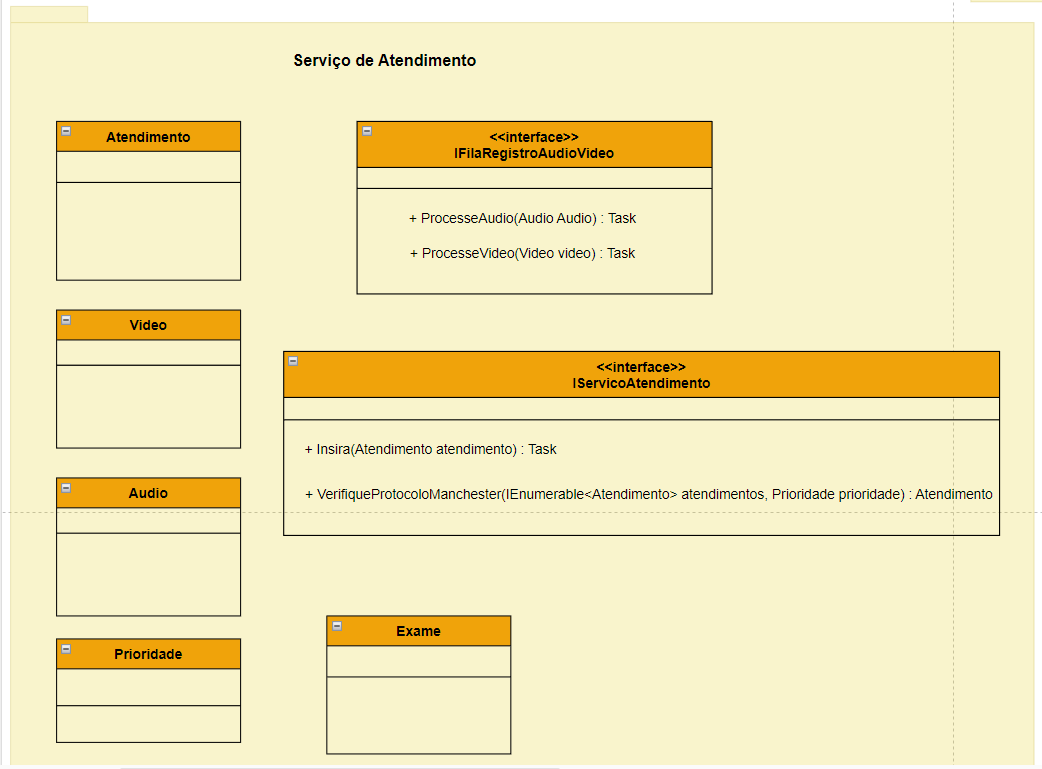 Serviço de Atendimento
Atendimento
<<interface>>
IFilaRegistroAudioVideo
+ ProcesseAudio(Audio Audio) : Task
+ ProcesseVideo(Video video) : Task
Video
<<interface>>
IServicoAtendimento
+ Insira(Atendimento atendimento) : Task
+ VerifiqueProtocoloManchester(IEnumerable<Atendimento> atendimentos, Prioridade prioridade) : Atendimento
Audio
Prioridade
Exame